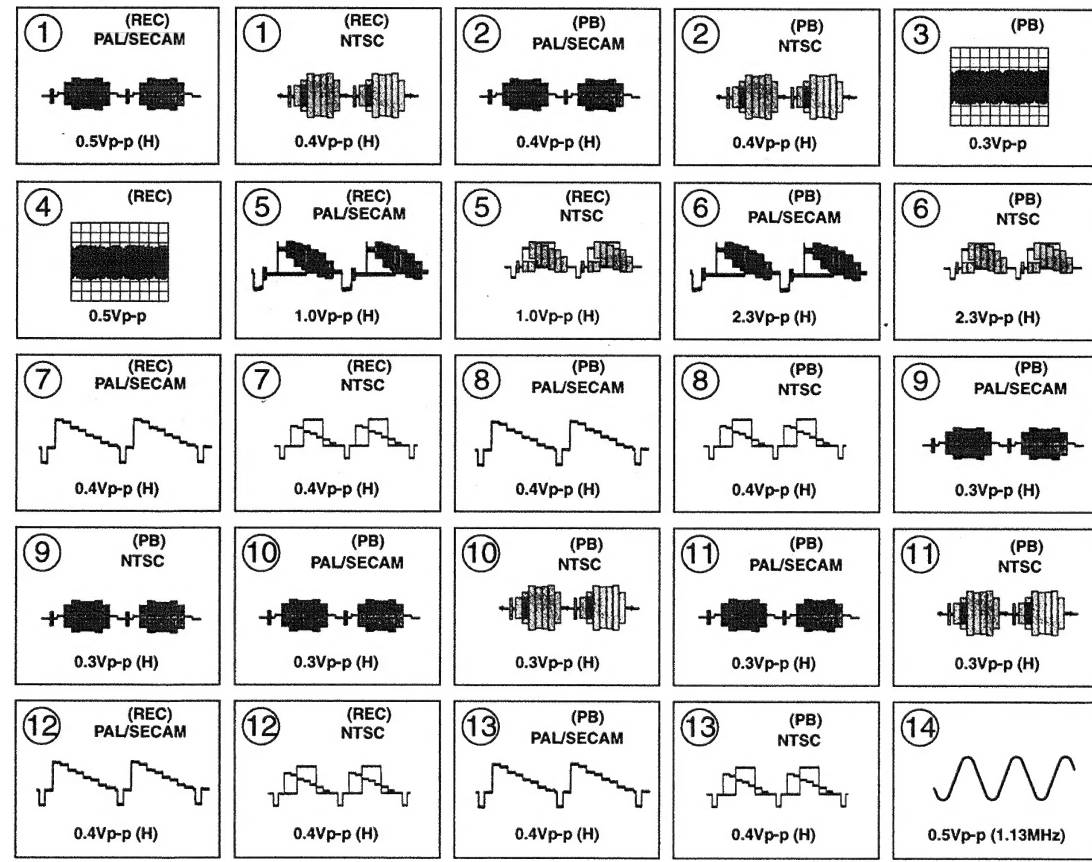 ① (REC)
PAL/SECAM
0.5Vp-p (H)
① (REC)
NTSC
0.4Vp-p (H)
② (PB)
PAL/SECAM
0.4Vp-p (H)
② (PB)
NTSC
0.4Vp-p (H)
③ (PB)
0.3Vp-p
④ (REC)
0.5Vp-p
⑤ (REC)
PAL/SECAM
1.0Vp-p (H)
⑤ (REC)
NTSC
1.0Vp-p (H)
⑥ (PB)
PAL/SECAM
2.3Vp-p (H)
⑥ (PB)
NTSC
2.3Vp-p (H)
⑦ (REC)
PAL/SECAM
0.4Vp-p (H)
⑦ (REC)
NTSC
0.4Vp-p (H)
⑧ (PB)
PAL/SECAM
0.4Vp-p (H)
⑧ (PB)
NTSC
0.4Vp-p (H)
⑨ (PB)
PAL/SECAM
0.3Vp-p (H)
⑨ (PB)
NTSC
0.3Vp-p (H)
⑩ (PB)
PAL/SECAM
0.3Vp-p (H)
⑩ (PB)
NTSC
0.3Vp-p (H)
⑪ (PB)
PAL/SECAM
0.3Vp-p (H)
⑪ (PB)
NTSC
0.3Vp-p (H)
⑫ (REC)
PAL/SECAM
0.4Vp-p (H)
⑫ (REC)
NTSC
0.4Vp-p (H)
⑬ (PB)
PAL/SECAM
0.4Vp-p (H)
⑬ (PB)
NTSC
0.4Vp-p (H)
⑭
0.5Vp-p (1.13MHz)